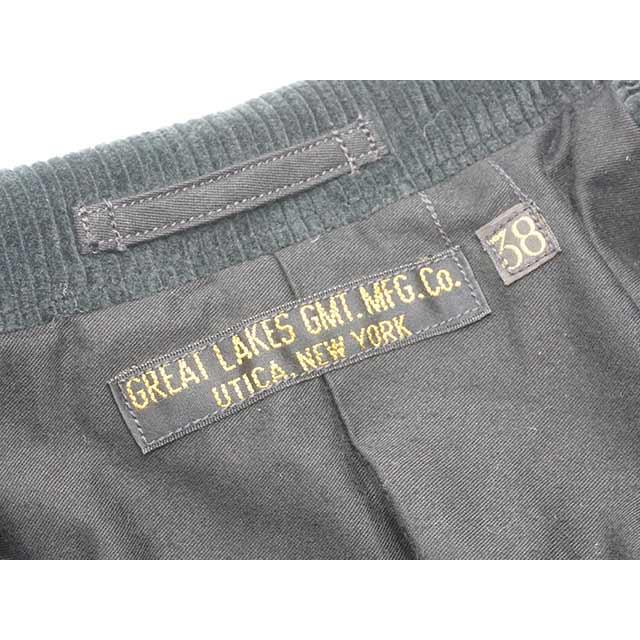 GREAT LAKES GMT. MFG. Co.
UTICA, NEW YORK
38